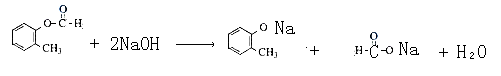 O
O—C—H
CH₃
+ 2NaOH
O Na
CH₃
+
O
H—C—O Na
+ H₂O